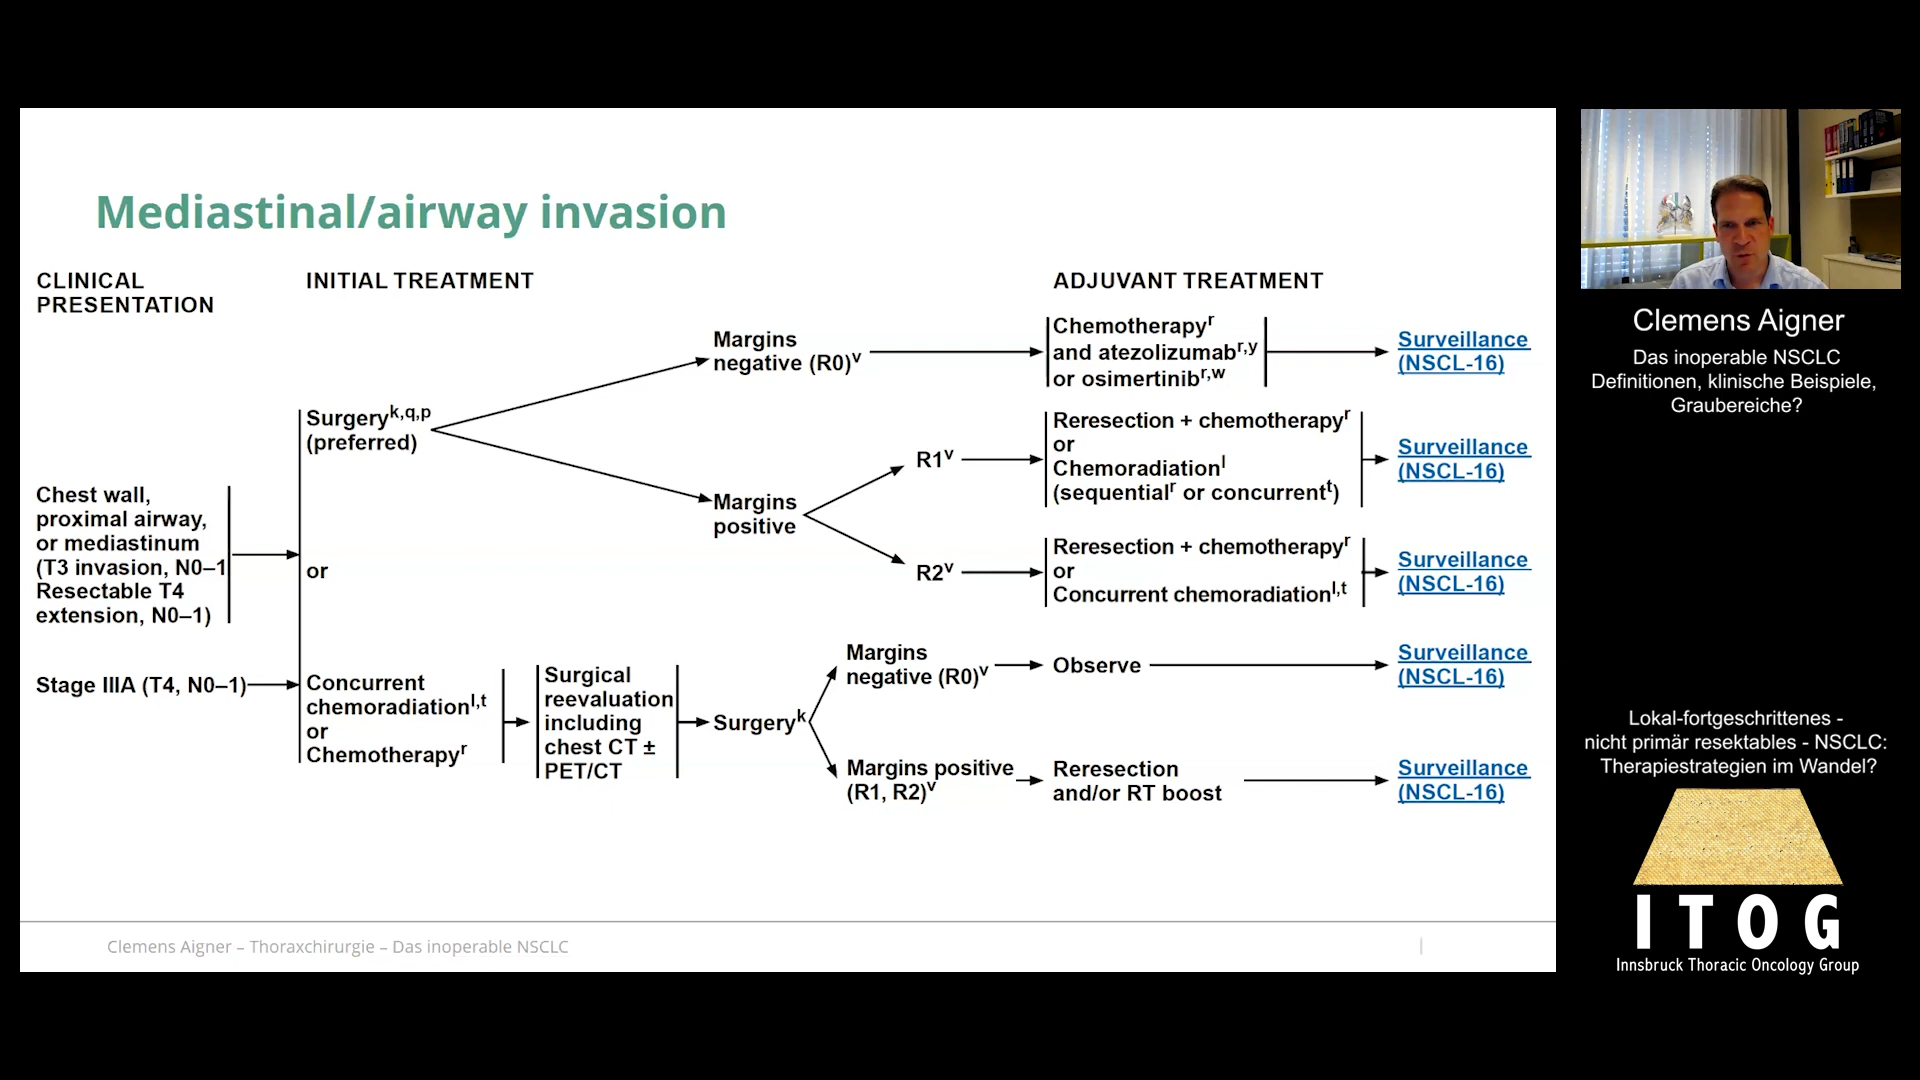 Mediastinal/airway invasion
CLINICAL
PRESENTATION
INITIAL TREATMENT
ADJUVANT TREATMENT
Chest wall,
proximal airway,
or mediastinum
(T3 invasion, N0–1
Resectable T4
extension, N0–1)
Stage IIIA (T4, N0–1)
Surgeryk,q,p
(preferred)
or
Concurrent
chemoradiationl,t
or
Chemotherapyr
Margins
negative (R0)v
Chemotherapyr
and atezolizumabr,y
or osimertinibr,w
Surveillance
(NSCL-16)
Margins
positive
R1v
Reresection + chemotherapyr
or
Chemoradiationl
(sequentialr or concurrentt)
Surveillance
(NSCL-16)
R2v
Reresection + chemotherapyr
or
Concurrent chemoradiationl,t
Surveillance
(NSCL-16)
Surgical
reevaluation
including
chest CT ±
PET/CT
Surgeryk
Margins
negative (R0)v
Observe
Surveillance
(NSCL-16)
Margins positive
(R1, R2)v
Reresection
and/or RT boost
Surveillance
(NSCL-16)
Clemens Aigner – Thoraxchirurgie – Das inoperable NSCLC
Clemens Aigner
Das inoperable NSCLC
Definitionen, klinische Beispiele,
Graubereiche?
Lokal-fortgeschrittenes -
nicht primär resektables - NSCLC:
Therapiestrategien im Wandel?
ITOG
Innsbruck Thoracic Oncology Group